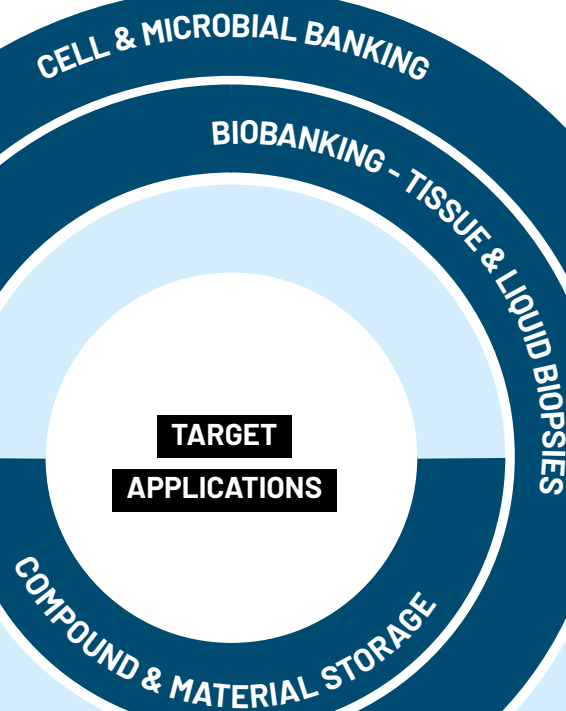 CELL & MICROBIAL BANKING
BIOBANKING - TISSUE & LIQUID BIOPSIES
TARGET
APPLICATIONS
COMPOUND & MATERIAL STORAGE